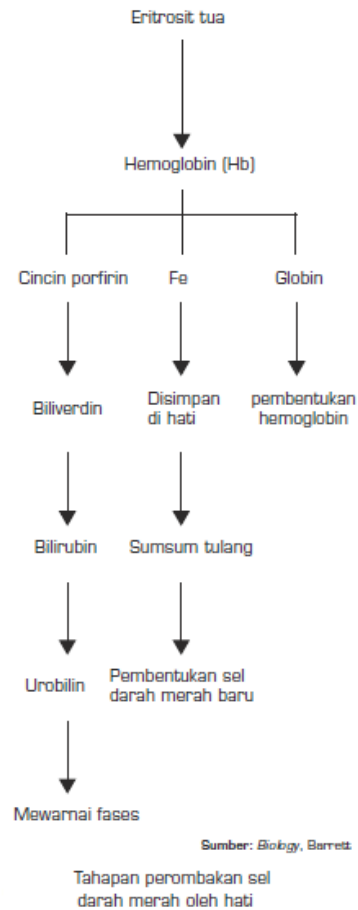 Eritrosit tua
Hemoglobin (Hb)
Cincin porfirin
Fe
Globin
Biliverdin
Disimpan
di hati
pembentukan
hemoglobin
Bilirubin
Sumsum tulang
Urobilin
Pembentukan sel
darah merah baru
Mewarnai fases
Sumber: Biology, Barrett
Tahapan perombakan sel
darah merah oleh hati